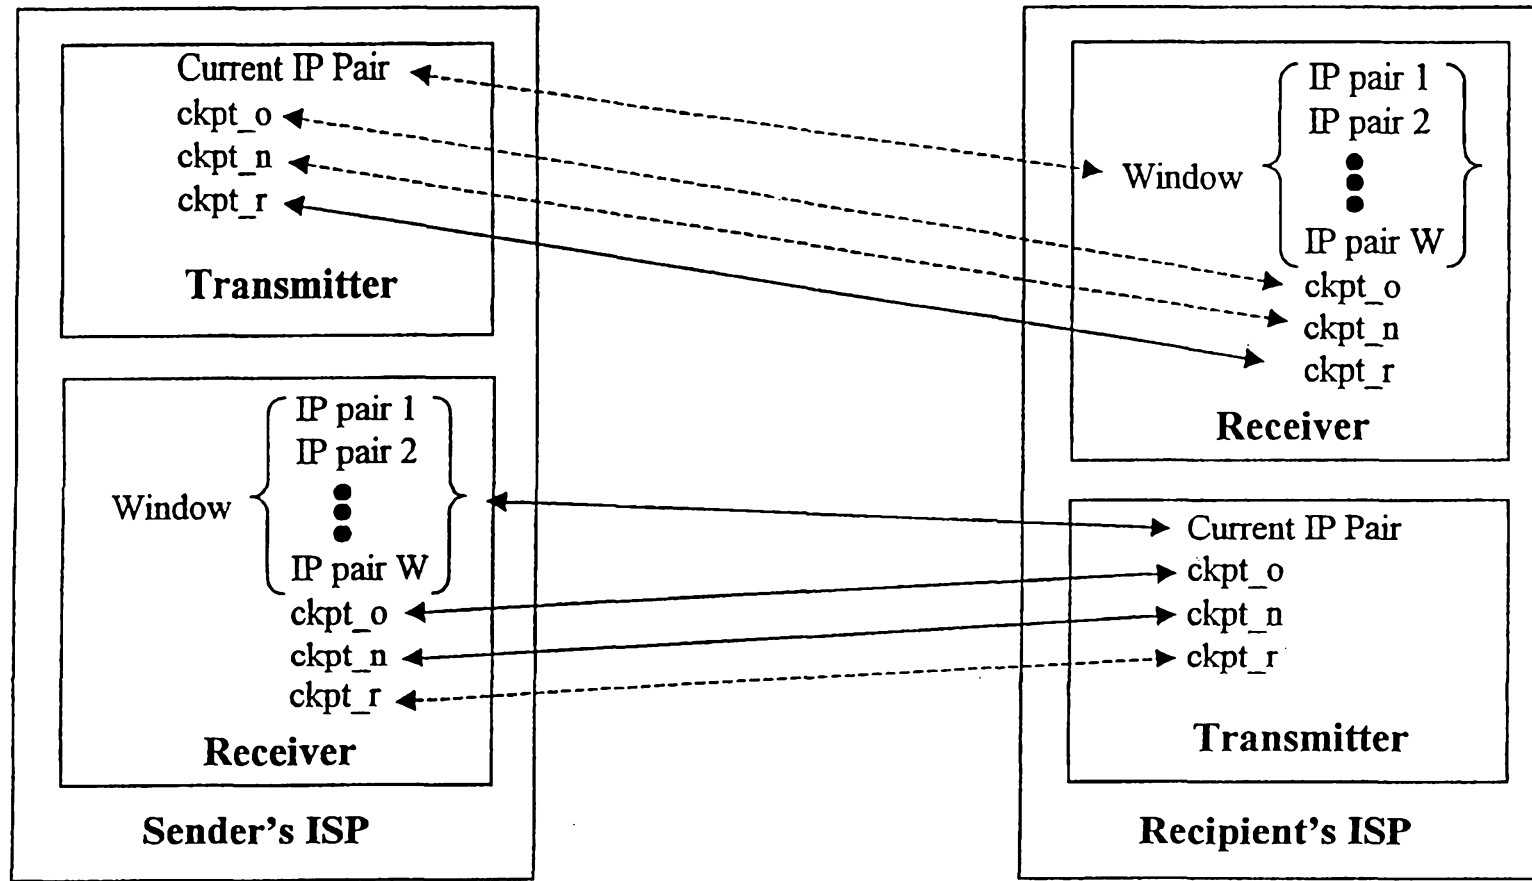 Current IP Pair
ckpt_o
ckpt_n
ckpt_r
Transmitter
IP pair 1
IP pair 2
Window
IP pair W
ckpt_o
ckpt_n
ckpt_r
Receiver
Sender's ISP
IP pair 1
IP pair 2
Window
IP pair W
ckpt_o
ckpt_n
ckpt_r
Receiver
Current IP Pair
ckpt_o
ckpt_n
ckpt_r
Transmitter
Recipient's ISP